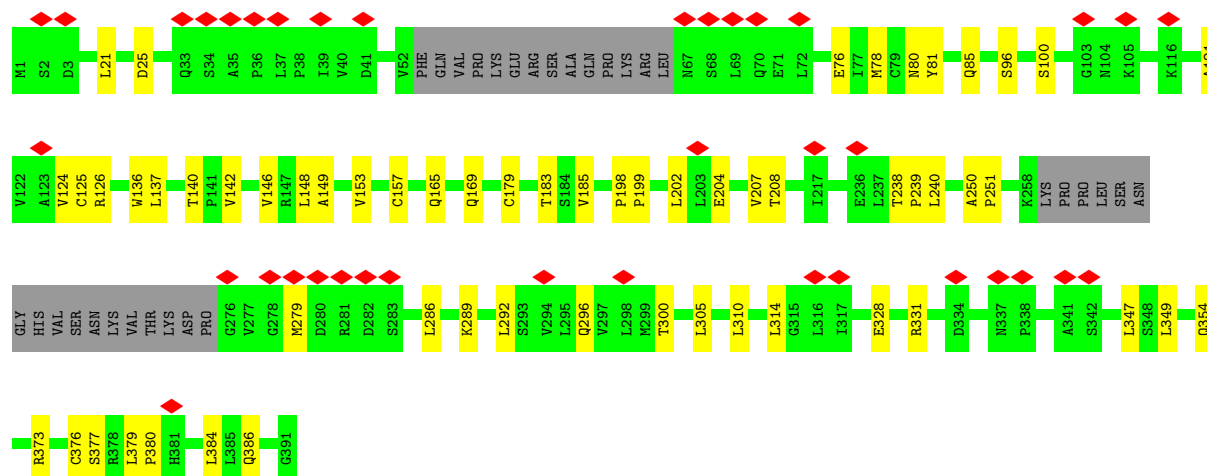 M1 S2 D3 L21 D25 Q33 S34 A35 P36 L37 P38 I39 V40 D41 V52 PHE GLN VAL PRO LYS GLU ARG SER ALA GLN PRO LYS ARG LEU N67 S68 L69 Q70 E71 L72 E76 I77 M78 C79 N80 Y81 Q85 S96 S100 G103 N104 K105 K116 A121
V122 A123 V124 C125 R126 W136 L137 T140 P141 V142 V146 R147 L148 A149 V153 C157 Q165 Q169 C179 T183 S184 V185 P198 P199 L202 L203 E204 V207 T208 I217 E236 L237 T238 P239 L240 A250 P251 K258 LYS PRO PRO LEU SER ASN
GLY HIS VAL SER ASN LYS VAL THR LYS ASP PRO G276 V277 G278 M279 D280 R281 D282 S283 L286 K289 L292 S293 V294 L295 Q296 V297 L298 M299 T300 L305 L310 L314 G315 L316 I317 E328 R331 D334 N337 P338 A341 S342 L347 S348 L349 Q354
R373 C376 S377 R378 L379 P380 H381 L384 L385 Q386 G391